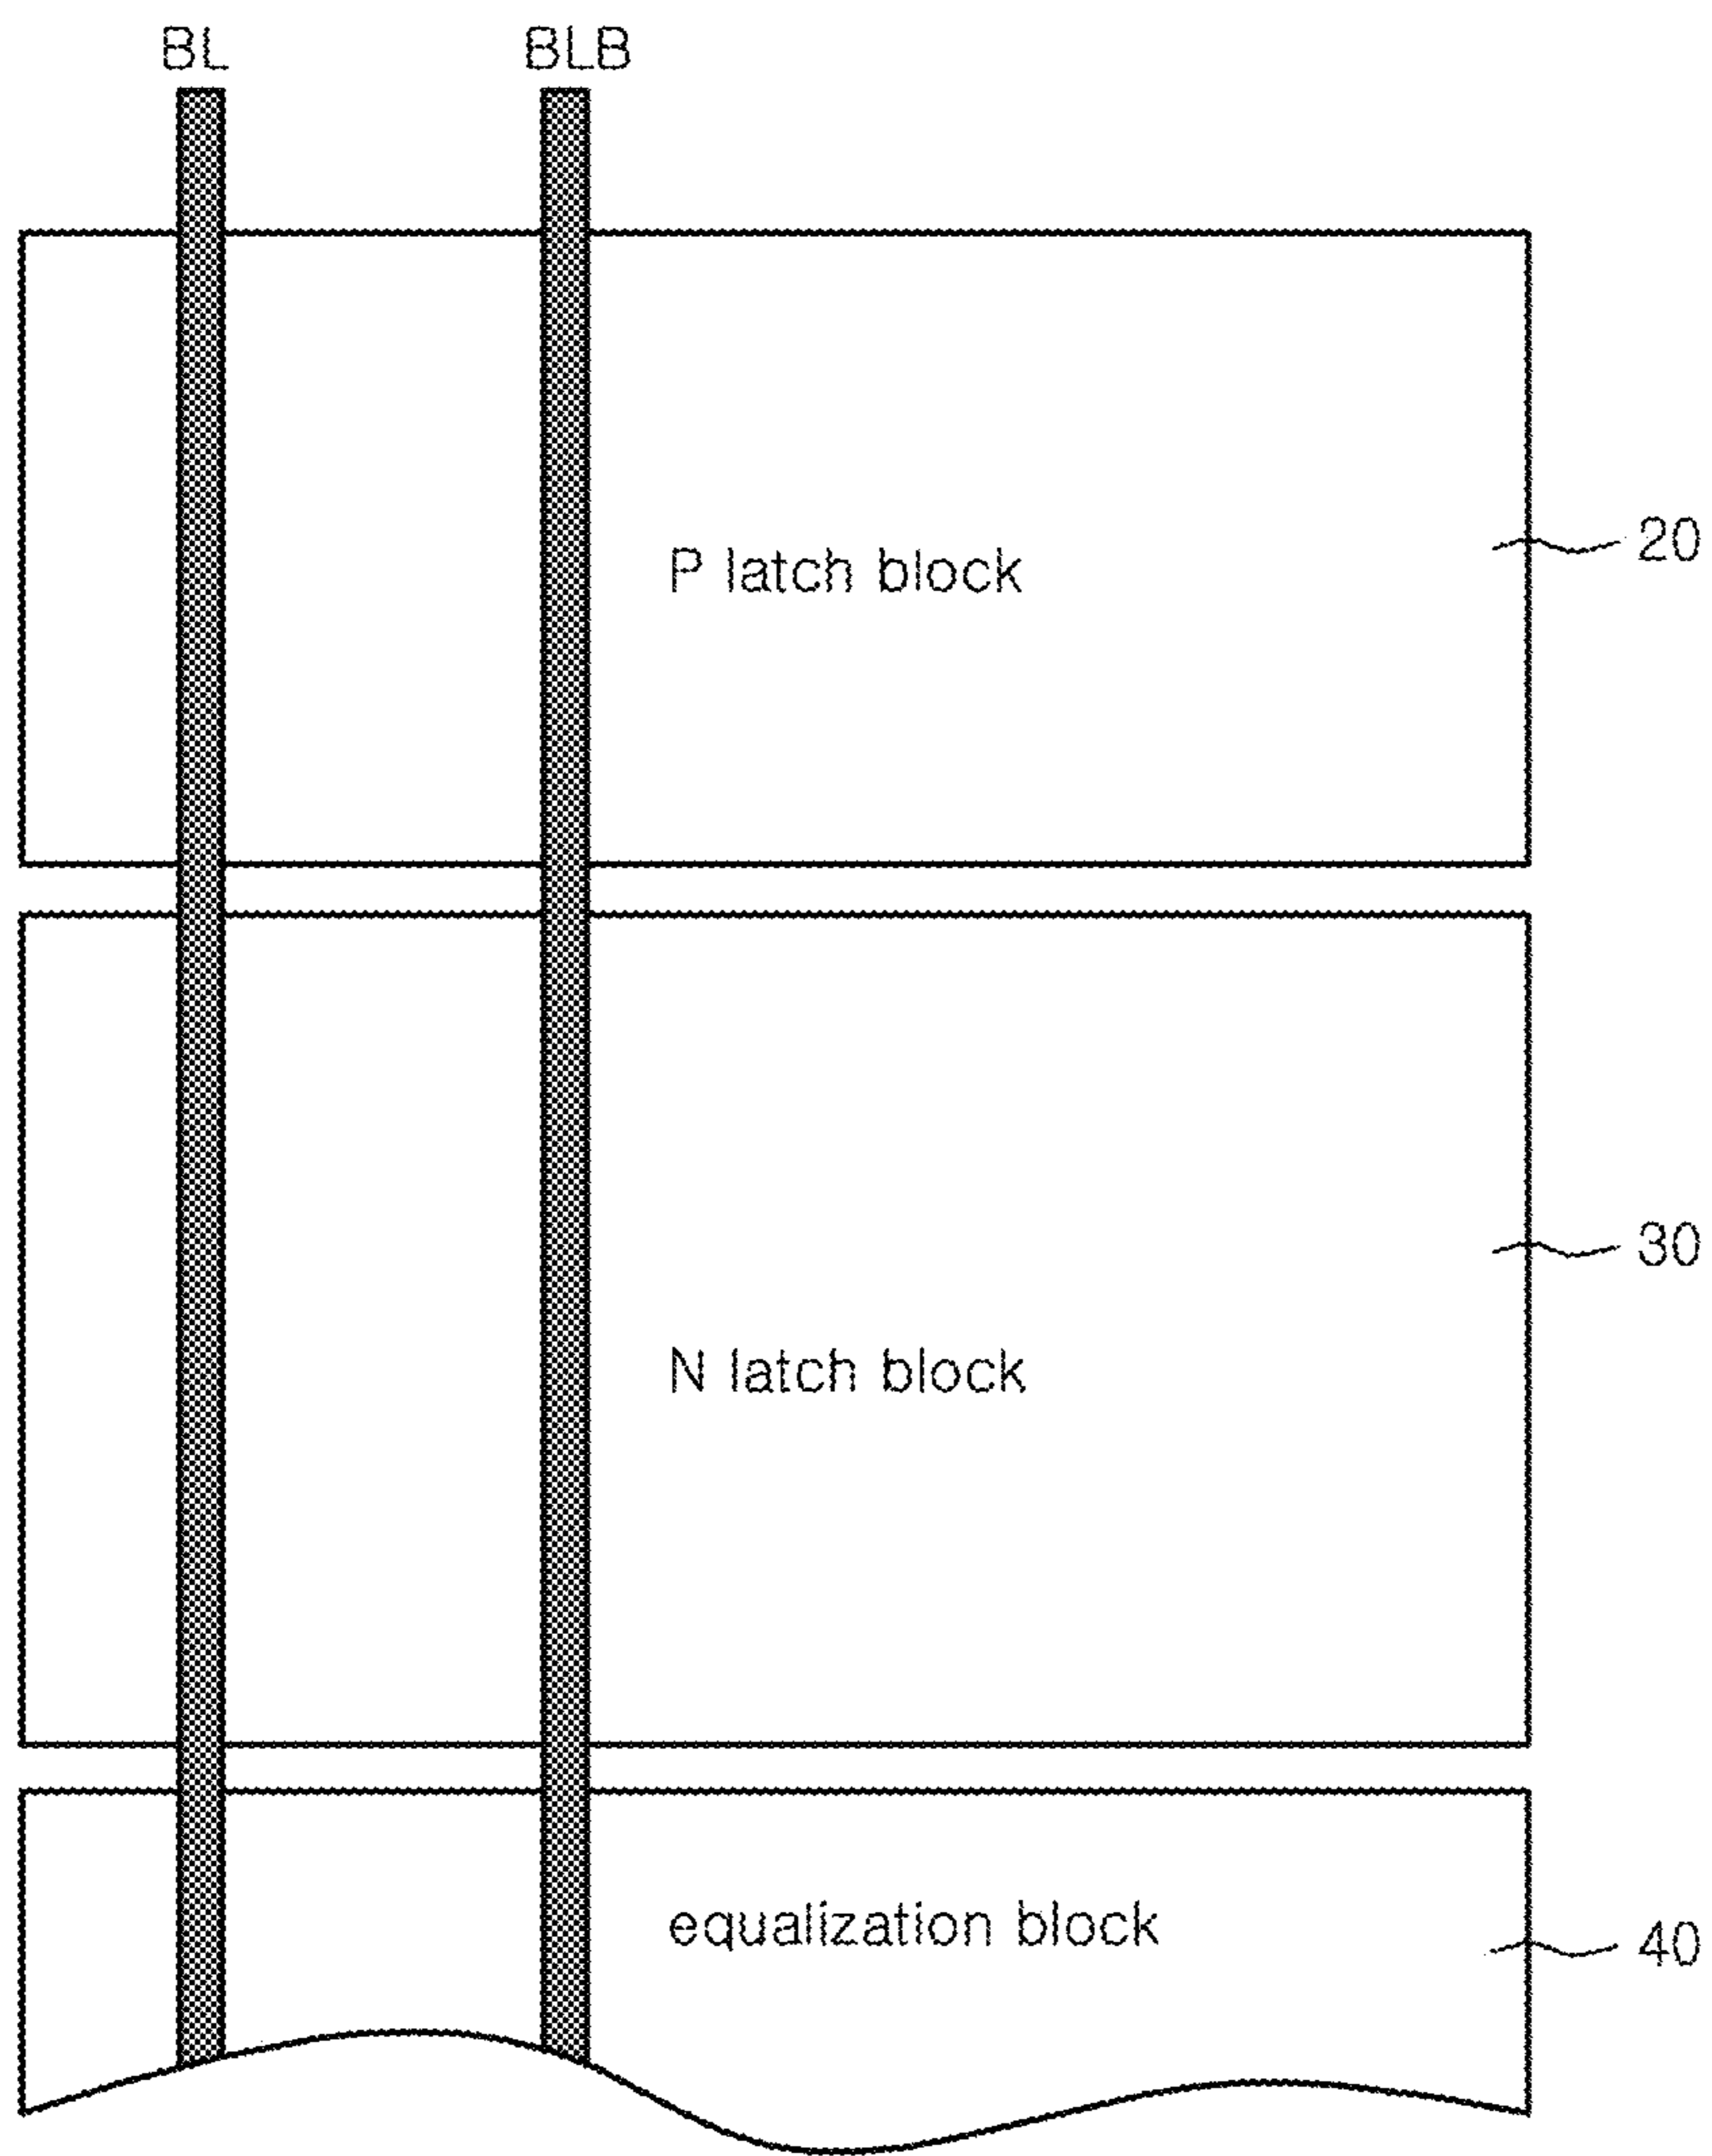 BL BLB
P latch block 20
30
N latch block
equalization block 40